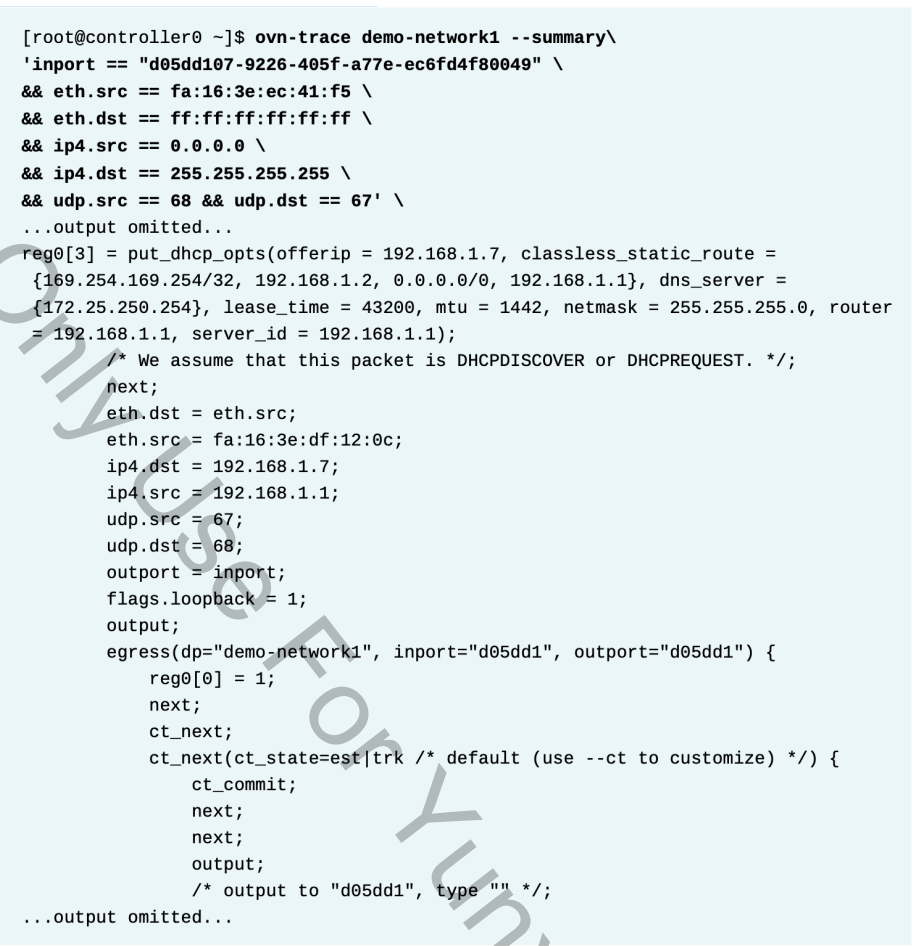 [root@controller0 ~]$ ovn-trace demo-network1 --summary\
'inport == "d05dd107-9226-405f-a77e-ec6fd4f80049" \
&& eth.src == fa:16:3e:ec:41:f5 \
&& eth.dst == ff:ff:ff:ff:ff:ff \
&& ip4.src == 0.0.0.0 \
&& ip4.dst == 255.255.255.255 \
&& udp.src == 68 && udp.dst == 67' \
...output omitted...
reg0[3] = put_dhcp_opts(offerip = 192.168.1.7, classless_static_route =
{169.254.169.254/32, 192.168.1.2, 0.0.0.0/0, 192.168.1.1}, dns_server =
{172.25.250.254}, lease_time = 43200, mtu = 1442, netmask = 255.255.255.0, router
= 192.168.1.1, server_id = 192.168.1.1);
/* We assume that this packet is DHCPDISCOVER or DHCPREQUEST. */;
next;
eth.dst = eth.src;
eth.src = fa:16:3e:df:12:0c;
ip4.dst = 192.168.1.7;
ip4.src = 192.168.1.1;
udp.src = 67;
udp.dst = 68;
outport = inport;
flags.loopback = 1;
output;
egress(dp="demo-network1", inport="d05dd1", outport="d05dd1") {
reg0[0] = 1;
next;
ct_next;
ct_next(ct_state=est|trk /* default (use --ct to customize) */) {
ct_commit;
next;
next;
output;
/* output to "d05dd1", type "" */;
...output omitted...
Only Use For